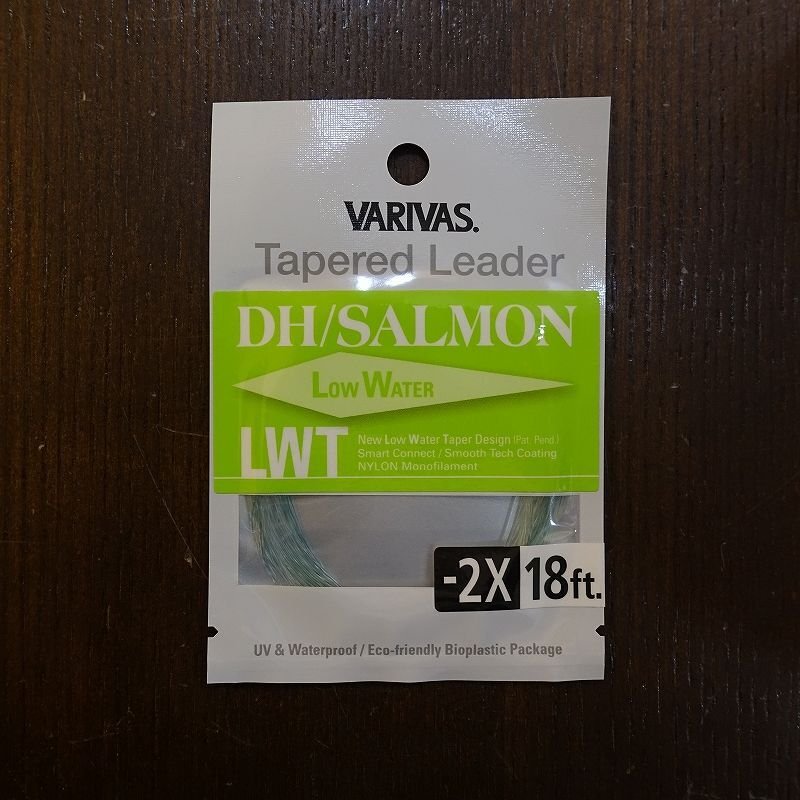 VARIVAS.
Tapered Leader
DH/SALMON
LOW WATER
LWT
New Low Water Taper Design (Pat. Pend.)
Smart Connect / Smooth Tech Coating
NYLON Monofilament
-2X 18ft.
UV & Waterproof / Eco-friendly Bioplastic Package